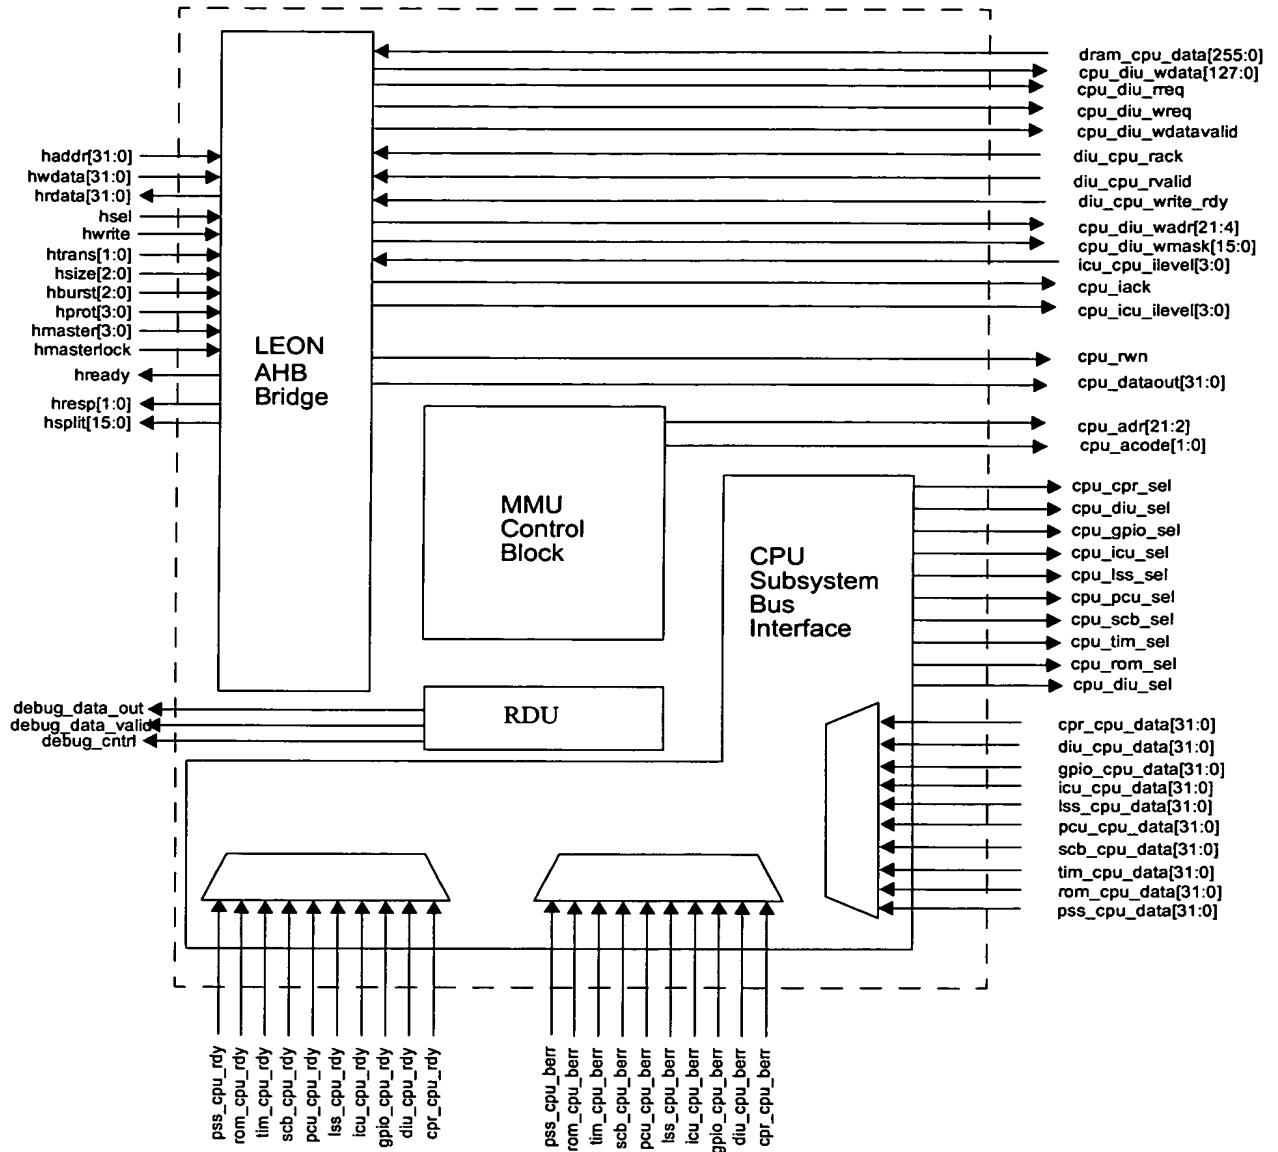 haddr[31:0]
hwdata[31:0]
hrdata[31:0]
hsel
hwrite
htrans[1:0]
hsize[2:0]
hburst[2:0]
hprot[3:0]
hmaster[3:0]
hmasterlock
hready
hresp[1:0]
hsplit[15:0]
LEON
AHB
Bridge
dram_cpu_data[255:0]
cpu_diu_wdata[127:0]
cpu_diu_rreq
cpu_diu_wreq
cpu_diu_wdatavalid
diu_cpu_rack
diu_cpu_rvalid
diu_cpu_write_rdy
cpu_diu_wadr[21:4]
cpu_diu_wmask[15:0]
icu_cpu_ilevel[3:0]
cpu_iack
cpu_icu_ilevel[3:0]
cpu_rwn
cpu_dataout[31:0]
cpu_adr[21:2]
cpu_acode[1:0]
MMU
Control
Block
CPU
Subsystem
Bus
Interface
cpu_cpr_sel
cpu_diu_sel
cpu_gpio_sel
cpu_icu_sel
cpu_lss_sel
cpu_pcu_sel
cpu_scb_sel
cpu_tim_sel
cpu_rom_sel
cpu_diu_sel
debug_data_out
debug_data_valid
debug_cntrl
RDU
cpr_cpu_data[31:0]
diu_cpu_data[31:0]
gpio_cpu_data[31:0]
icu_cpu_data[31:0]
lss_cpu_data[31:0]
pcu_cpu_data[31:0]
scb_cpu_data[31:0]
tim_cpu_data[31:0]
rom_cpu_data[31:0]
pss_cpu_data[31:0]
pss_cpu_rdy
rom_cpu_rdy
tim_cpu_rdy
scb_cpu_rdy
pcu_cpu_rdy
lss_cpu_rdy
icu_cpu_rdy
gpio_cpu_rdy
diu_cpu_rdy
cpr_cpu_rdy
pss_cpu_berr
rom_cpu_berr
tim_cpu_berr
scb_cpu_berr
pcu_cpu_berr
lss_cpu_berr
icu_cpu_berr
gpio_cpu_berr
diu_cpu_berr
cpr_cpu_berr